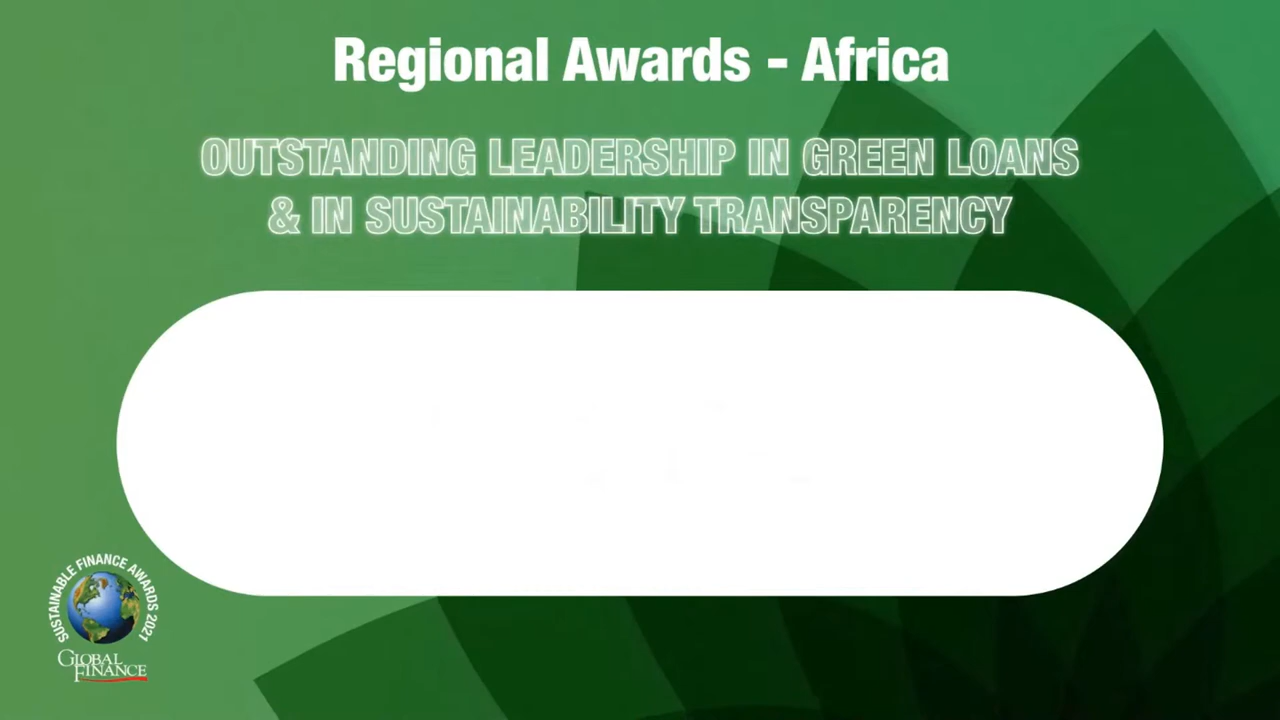 Regional Awards - Africa
OUTSTANDING LEADERSHIP IN GREEN LOANS
& IN SUSTAINABILITY TRANSPARENCY
SUSTAINABLE FINANCE AWARDS 2021
GLOBAL
FINANCE